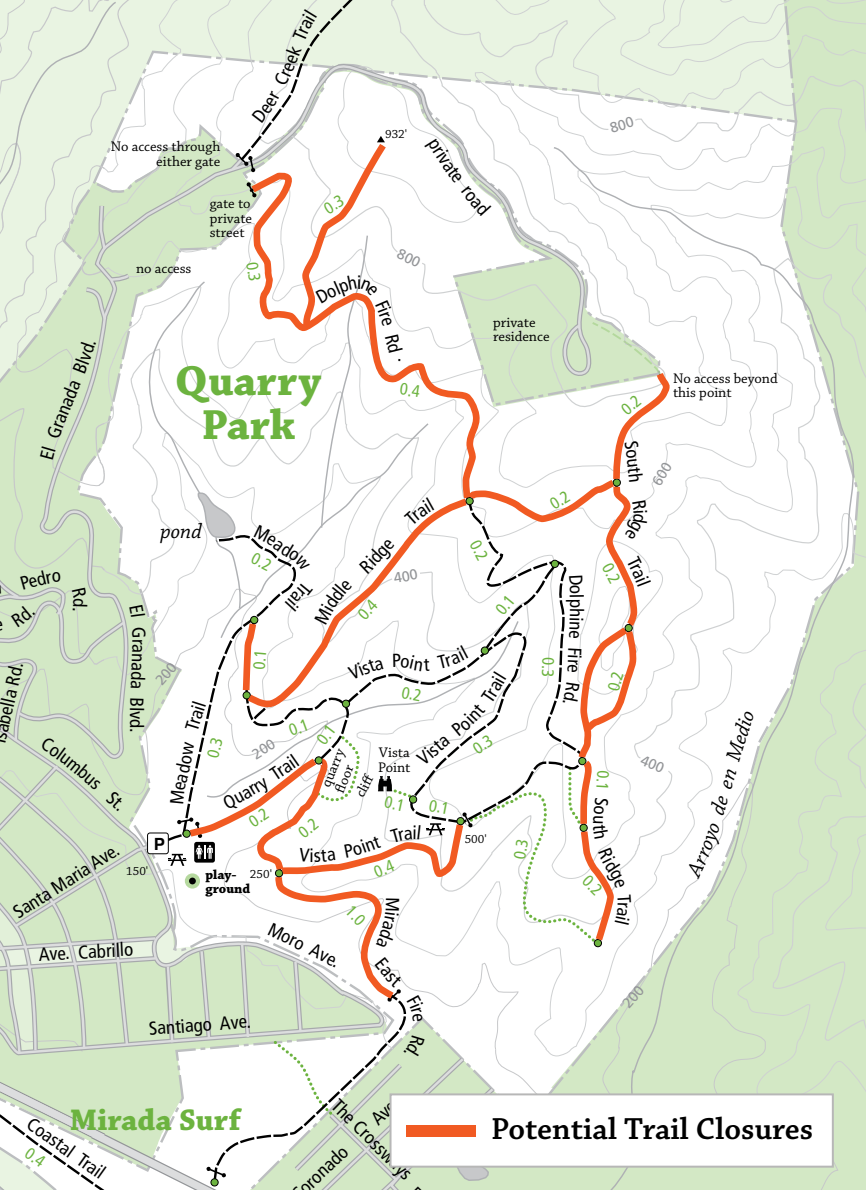 Deer Creek Trail
No access through
either gate
932'
800
private road
gate to
private
street
0.3
0.3
no access
800
Dolphine Fire Rd.
private
residence
El Granada Blvd.
Quarry
Park
0.4
No access beyond
this point
0.2
South Ridge Trail
600
0.2
Middle Ridge Trail
pond
Meadow Trail
0.2
0.2
400
0.4
0.2
Pedro
Rd.
Rd.
El Granada Blvd.
0.1
0.1
Dolphine Fire Rd.
0.3
0.2
Vista Point Trail
0.2
200
0.1
0.1
200
Meadow Trail
0.3
Vista Point Trail
0.3
quarry
floor
cliff
Vista
Point
400
Arroyo de en Medio
Columbus St.
Quarry Trail
0.2
0.2
0.1
0.1
0.1
South Ridge Trail
0.2
0.3
P
Vista Point Trail
0.4
500'
Santa Maria Ave.
150'
250'
play-
ground
1.0
Mirada East Fire Rd.
Moro Ave.
Ave. Cabrillo
200
Santiago Ave.
Mirada Surf
The Crossways
Ave
Coastal Trail
0.4
Potential Trail Closures